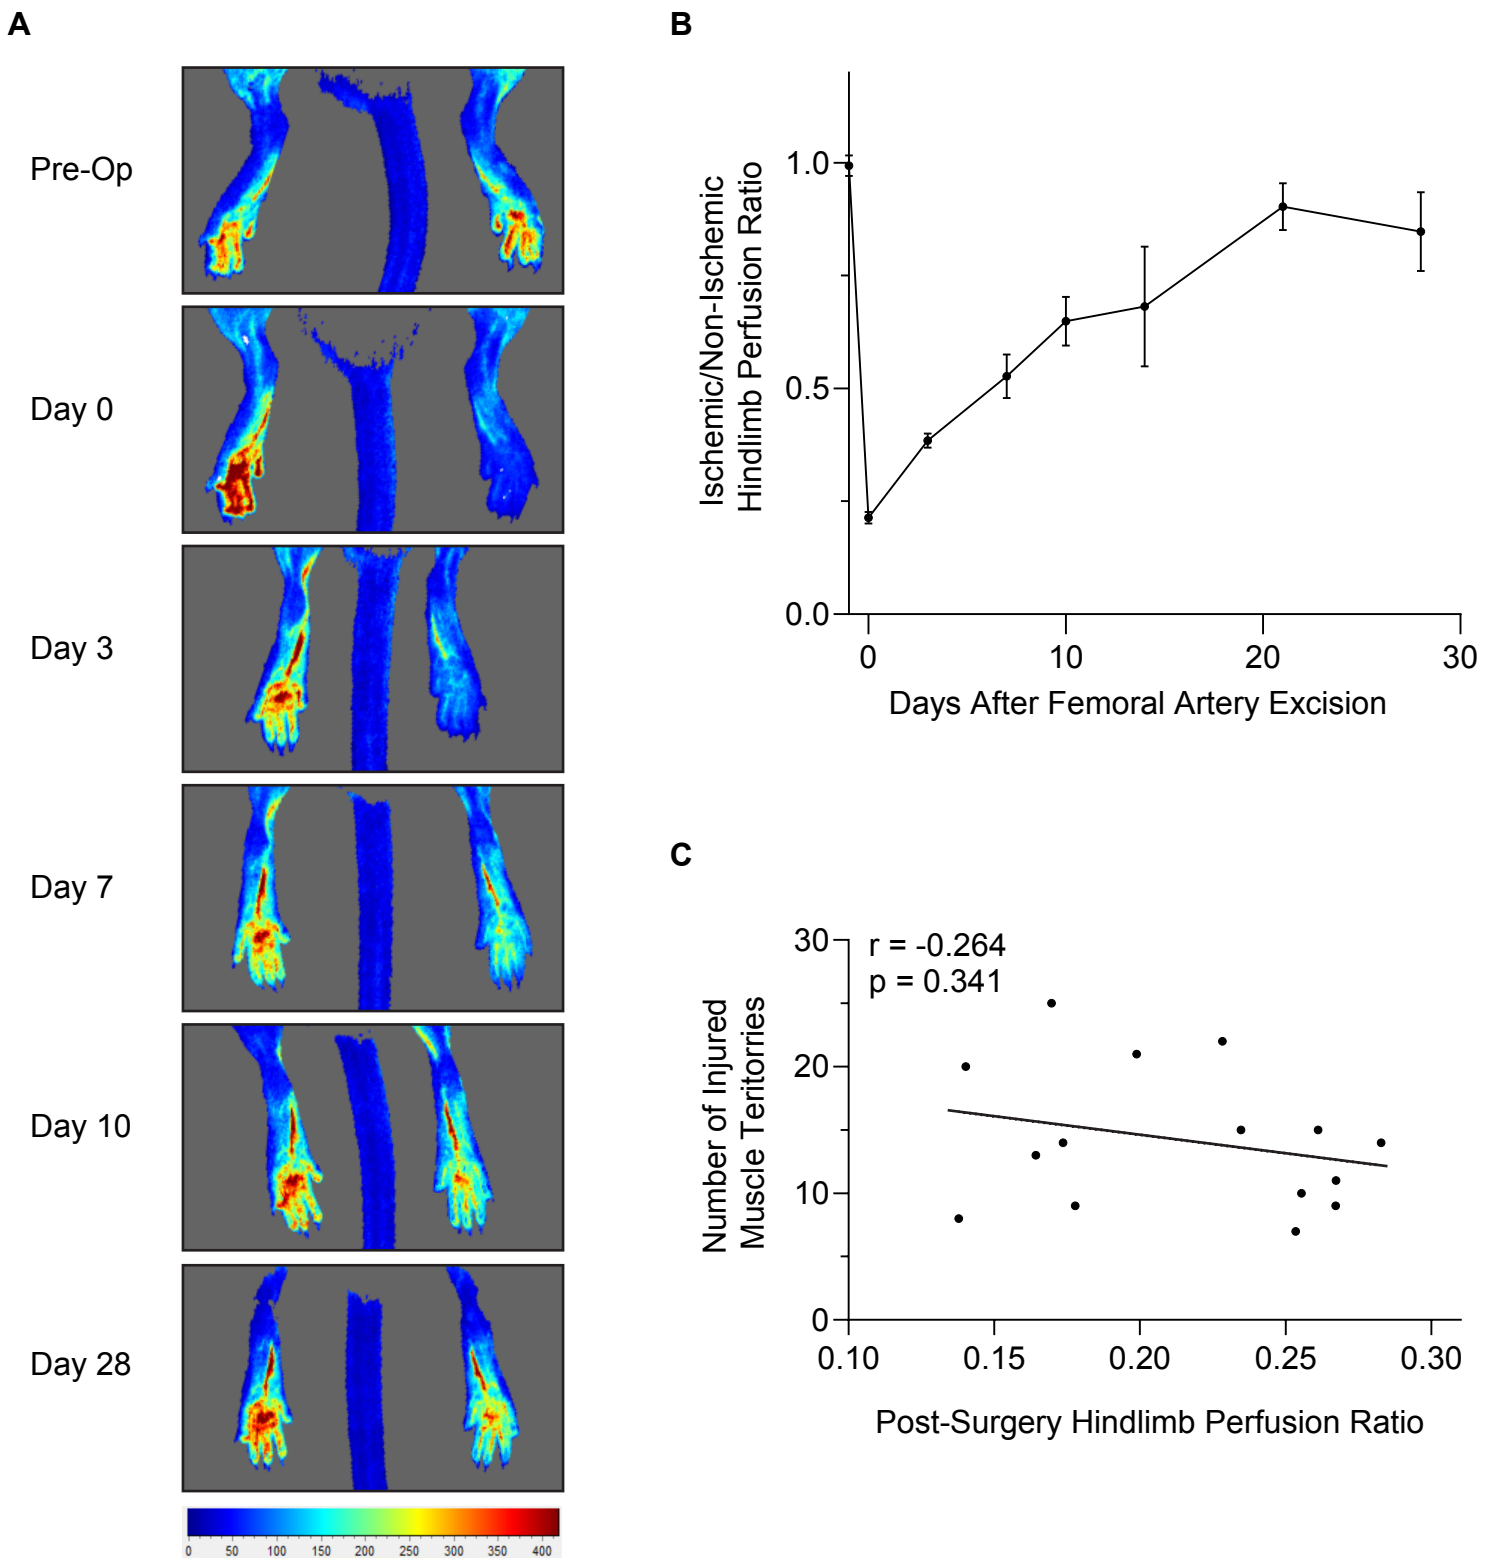 A
Pre-Op
Day 0
Day 3
Day 7
Day 10
Day 28
0 50 100 150 200 250 300 350 400
B
Ischemic/Non-Ischemic
Hindlimb Perfusion Ratio
1.0
0.5
0.0
0 10 20 30
Days After Femoral Artery Excision
C
r = -0.264
p = 0.341
Number of Injured
Muscle Teritorries
30
20
10
0
0.10 0.15 0.20 0.25 0.30
Post-Surgery Hindlimb Perfusion Ratio